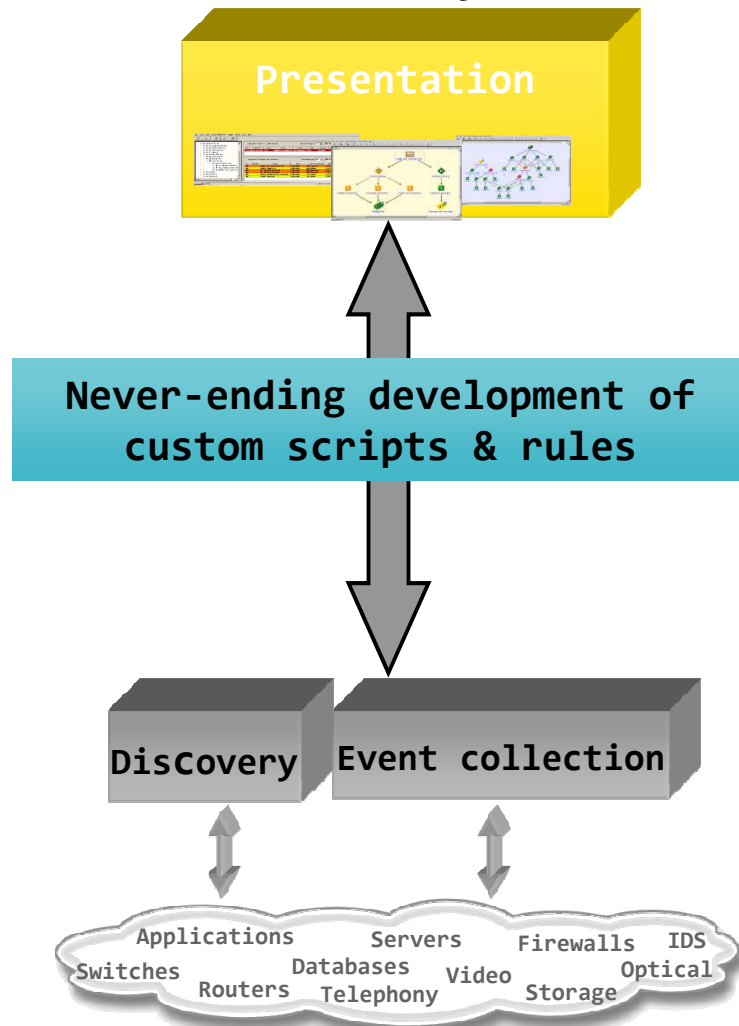 Presentation
Never-ending development of
custom scripts & rules
Discovery
Event collection
Applications
Servers
Firewalls
IDS
Switches
Databases
Video
Optical
Routers
Telephony
Storage